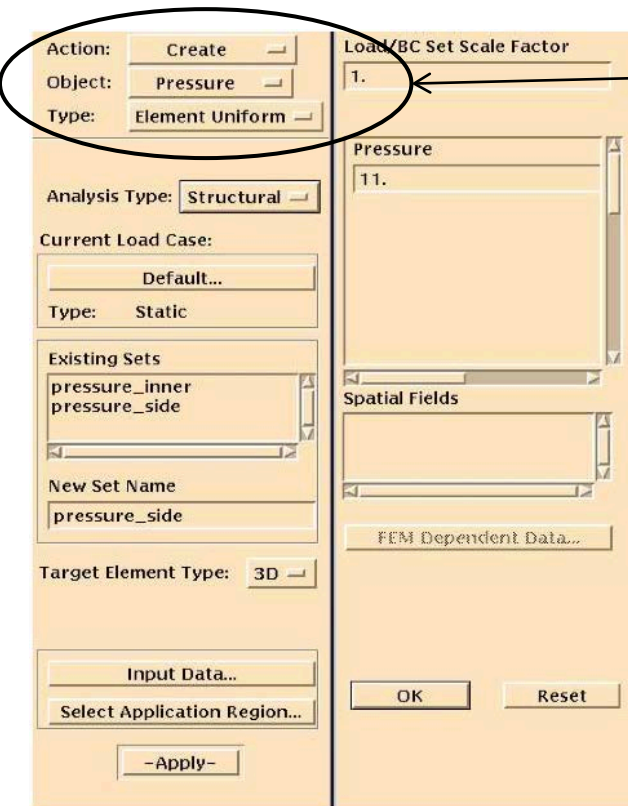 Action: Create
Object: Pressure
Type: Element Uniform
Analysis Type: Structural
Current Load Case:
Default...
Type: Static
Existing Sets
pressure_inner
pressure_side
New Set Name
pressure_side
Target Element Type: 3D
Input Data...
Select Application Region...
-Apply-
Load/BC Set Scale Factor
1.
Pressure
11.
Spatial Fields
FEM Dependent Data...
OK Reset